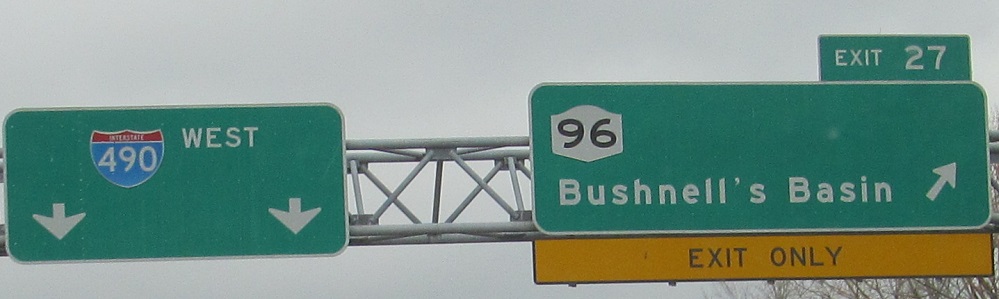 INTERSTATE
490
WEST
EXIT 27
96
Bushnell's Basin
EXIT ONLY